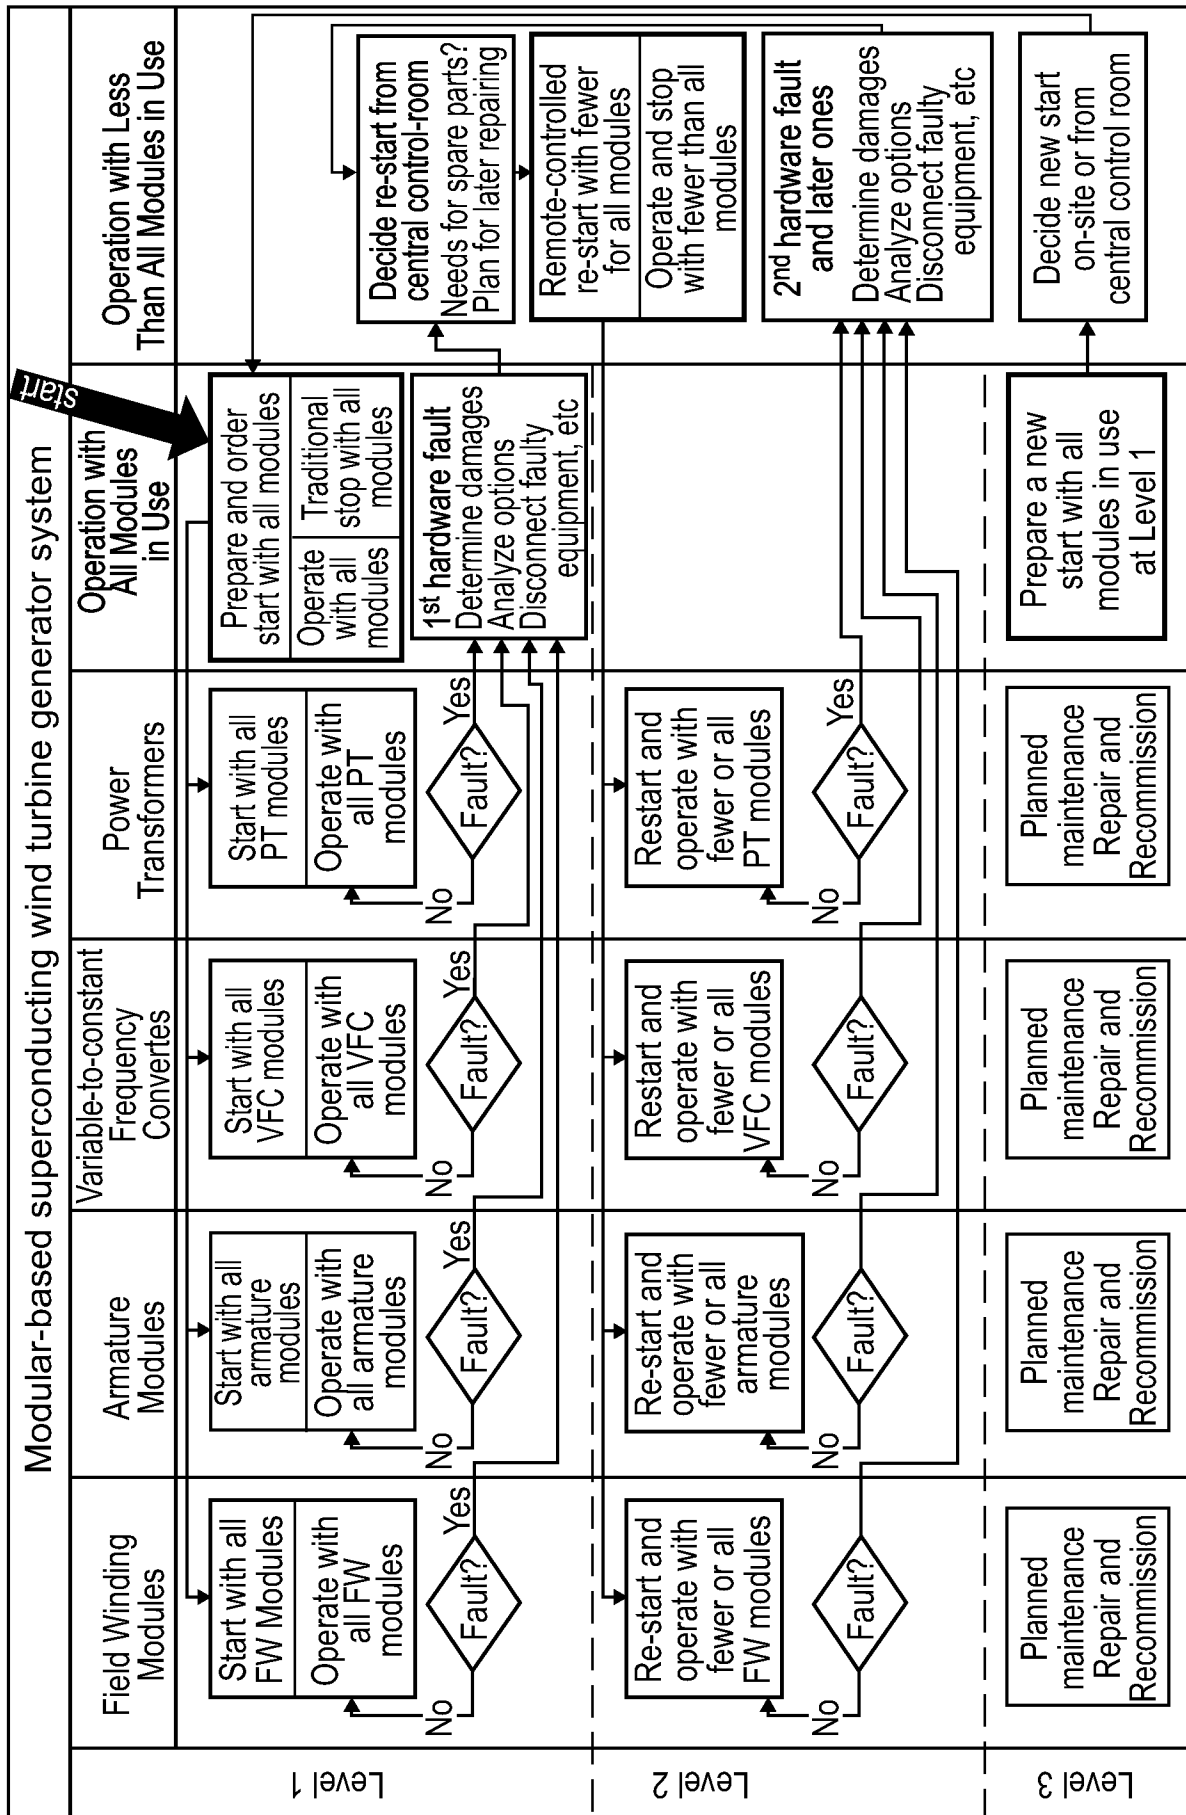 Modular-based superconducting wind turbine generator system
Field Winding
Modules
Armature
Modules
Variable-to-constant
Frequency
Convertes
Power
Transformers
Operation with
All Modules
in Use
Operation with Less
Than All Modules in Use
start
Level 1
Start with all
FW Modules
Operate with
all FW
modules
Fault?
No
Yes
Start with all
armature
modules
Operate with
all armature
modules
Fault?
No
Yes
Start with all
VFC modules
Operate with
all VFC
modules
Fault?
No
Yes
Start with all
PT modules
Operate with
all PT
modules
Fault?
No
Yes
Prepare and order
start with all modules
Operate
with all
modules
Traditional
stop with all
modules
1st hardware fault
Determine damages
Analyze options
Disconnect faulty
equipment, etc
Decide re-start from
central control-room
Needs for spare parts?
Plan for later repairing
Remote-controlled
re-start with fewer
for all modules
Operate and stop
with fewer than all
modules
Level 2
Re-start and
operate with
fewer or all
FW modules
Fault?
No
Re-start and
operate with
fewer or all
armature
modules
Fault?
No
Restart and
operate with
fewer or all
VFC modules
Fault?
No
Restart and
operate with
fewer or all
PT modules
Fault?
No
Yes
2nd hardware fault
and later ones
Determine damages
Analyze options
Disconnect faulty
equipment, etc
Level 3
Planned
maintenance
Repair and
Recommission
Planned
maintenance
Repair and
Recommission
Planned
maintenance
Repair and
Recommission
Planned
maintenance
Repair and
Recommission
Prepare a new
start with all
modules in use
at Level 1
Decide new start
on-site or from
central control room